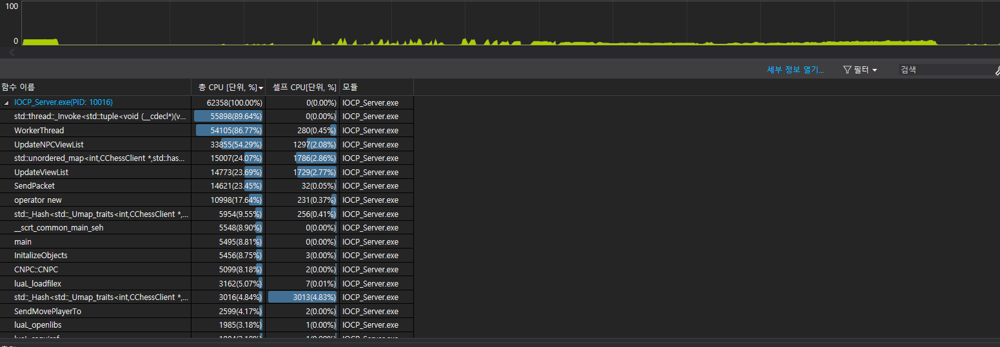 100
0
세부 정보 열기...
필터
검색
함수 이름 총 CPU [단위, %] 셀프 CPU[단위, %] 모듈
IOCP_Server.exe(PID: 10016) 62358(100.00%) 0(0.00%) IOCP_Server.exe
std::thread::_Invoke<std::tuple<void (__cdecl*)(v... 55898(89.64%) 0(0.00%) IOCP_Server.exe
WorkerThread 54105(86.77%) 280(0.45%) IOCP_Server.exe
UpdateNPCViewList 33855(54.29%) 1297(2.08%) IOCP_Server.exe
std::unordered_map<int,CChessClient *,std::has... 15007(24.07%) 1786(2.86%) IOCP_Server.exe
UpdateViewList 14773(23.69%) 1729(2.77%) IOCP_Server.exe
SendPacket 14621(23.45%) 32(0.05%) IOCP_Server.exe
operator new 10998(17.64%) 231(0.37%) IOCP_Server.exe
std::_Hash<std::_Umap_traits<int,CChessClient *,... 5954(9.55%) 256(0.41%) IOCP_Server.exe
__scrt_common_main_seh 5548(8.90%) 0(0.00%) IOCP_Server.exe
main 5495(8.81%) 0(0.00%) IOCP_Server.exe
InitalizeObjects 5456(8.75%) 3(0.00%) IOCP_Server.exe
CNPC::CNPC 5099(8.18%) 2(0.00%) IOCP_Server.exe
luaL_loadfilex 3162(5.07%) 7(0.01%) IOCP_Server.exe
std::_Hash<std::_Umap_traits<int,CChessClient *,... 3016(4.84%) 3013(4.83%) IOCP_Server.exe
SendMovePlayerTo 2599(4.17%) 2(0.00%) IOCP_Server.exe
luaL_openlibs 1985(3.18%) 1(0.00%) IOCP_Server.exe